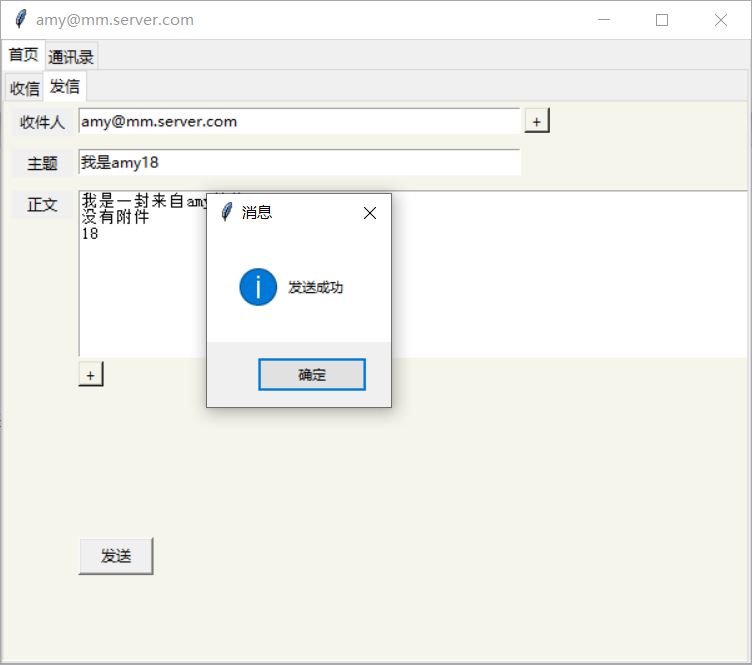 amy@mm.server.com
首页 通讯录
收信 发信
收件人 amy@mm.server.com +
主题 我是amy18
正文 我是一封来自amy
没有附件
18
消息
发送成功
确定
+
发送